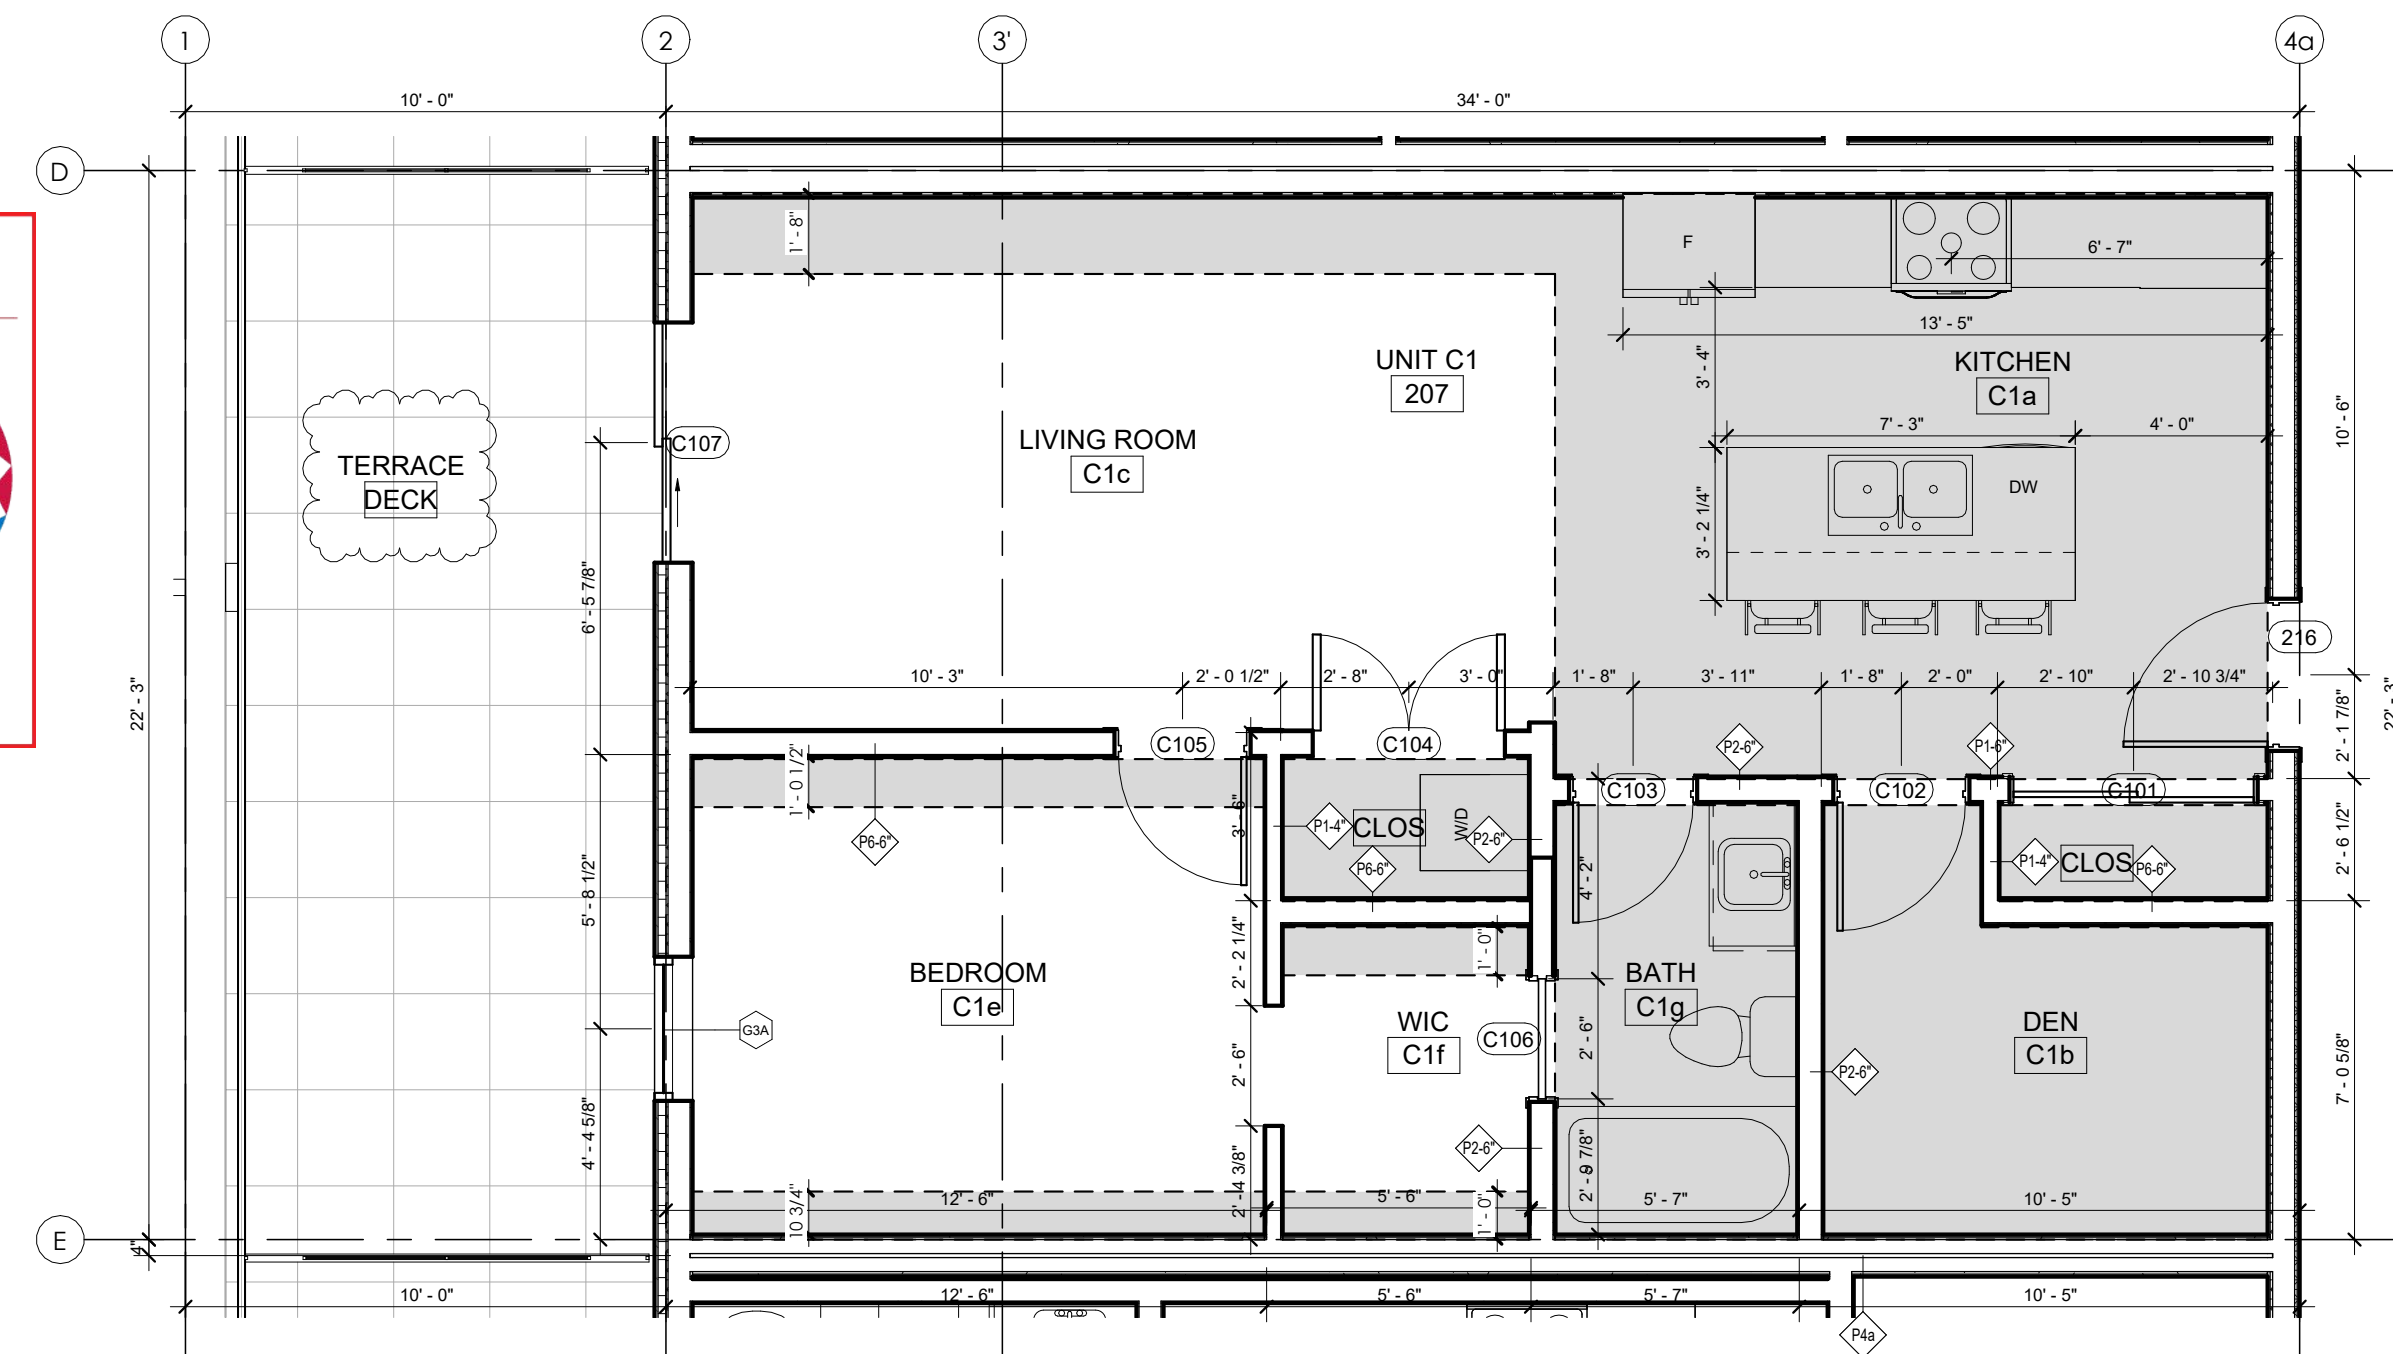 1
2
3'
4a
10' - 0"
34' - 0"
D
1' - 8"
F
6' - 7"
13' - 5"
3' - 4"
UNIT C1
207
KITCHEN
C1a
10' - 6"
7' - 3"
4' - 0"
C107
LIVING ROOM
C1c
TERRACE
DECK
DW
3' - 2 1/4"
6' - 5 7/8"
216
22' - 3"
10' - 3"
2' - 0 1/2"
2' - 8"
3' - 0"
1' - 8"
3' - 11"
1' - 8"
2' - 0"
2' - 10"
2' - 10 3/4"
22' - 3"
2' - 1 7/8"
C105
C104
P2-6"
P1-6"
1' - 0 1/2"
C103
C102
C101
3' - 6"
P6-6"
P1-4"
CLOS
W/D
P2-6"
P6-6"
4' - 2"
P1-4"
CLOS
P6-6"
2' - 6 1/2"
5' - 8 1/2"
2' - 2 1/4"
1' - 0"
BEDROOM
C1e
G3A
WIC
C1f
C106
BATH
C1g
2' - 6"
2' - 6"
DEN
C1b
P2-6"
7' - 0 5/8"
4' - 4 5/8"
P2-6"
2' - 4 3/8"
2' - 9 7/8"
10 3/4"
12' - 6"
5' - 6"
1' - 0"
5' - 7"
10' - 5"
E
4"
10' - 0"
12' - 6"
5' - 6"
5' - 7"
10' - 5"
P4a